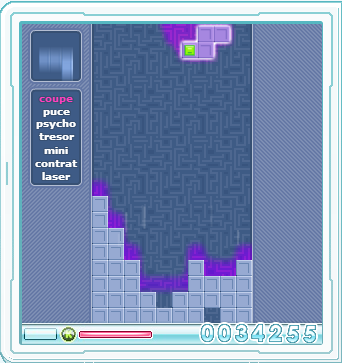 coupe
puce
psycho
tresor
mini
contrat
laser
0034255